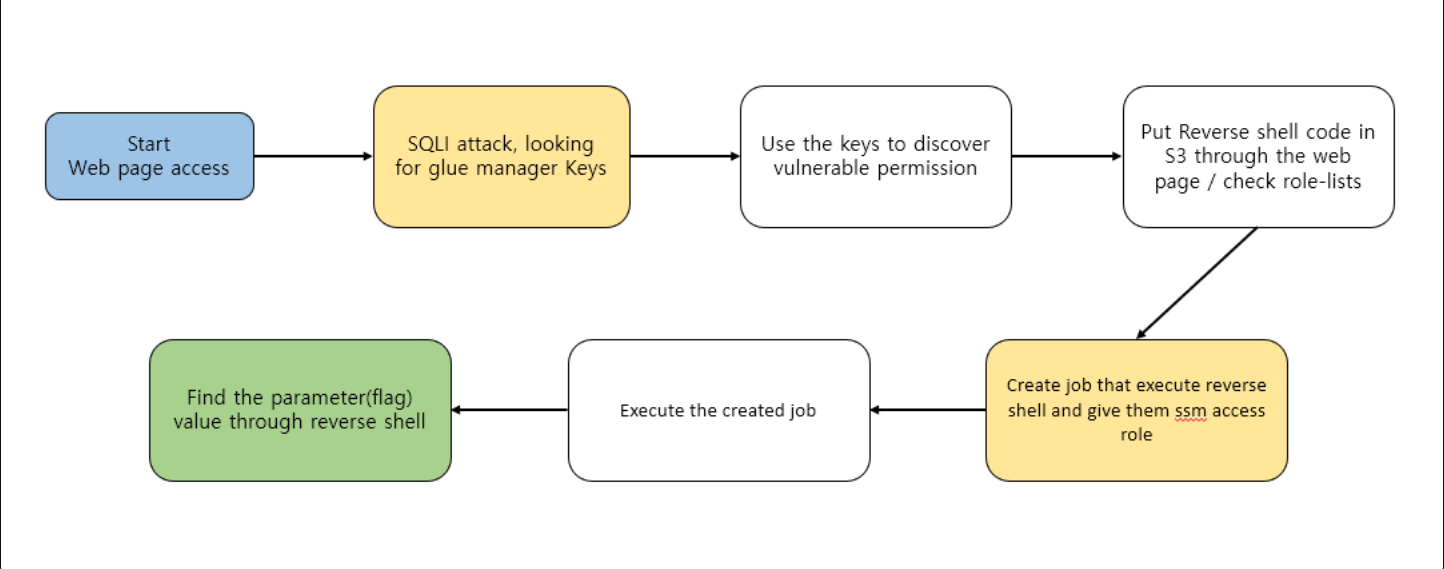 Start
Web page access
SQLI attack, looking
for glue manager Keys
Use the keys to discover
vulnerable permission
Put Reverse shell code in
S3 through the web
page / check role-lists
Create job that execute reverse
shell and give them ssm access
role
Execute the created job
Find the parameter(flag)
value through reverse shell